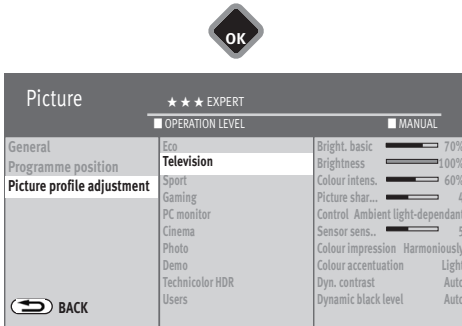 OK
Picture
★ ★ ★ EXPERT
OPERATION LEVEL
MANUAL
General
Programme position
Picture profile adjustment
BACK
Eco
Television
Sport
Gaming
PC monitor
Cinema
Photo
Demo
Technicolor HDR
Users
Bright. basic 70%
Brightness 100%
Colour intens. 60%
Picture shar... 4
Control Ambient light-dependant
Sensor sens.. 5
Colour impression Harmoniously
Colour accentuation Light
Dyn. contrast Auto
Dynamic black level Auto